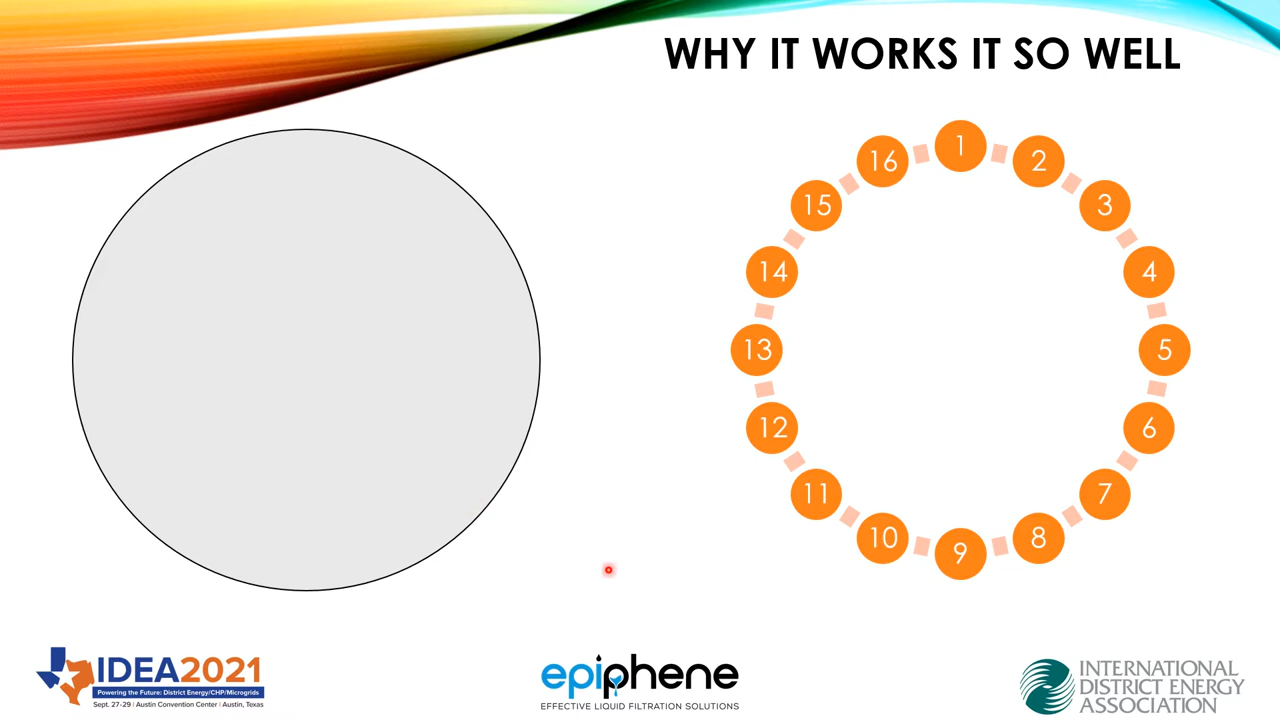 WHY IT WORKS IT SO WELL
1
2
3
4
5
6
7
8
9
10
11
12
13
14
15
16
IDEA2021
Powering the Future: District Energy/CHP/Microgrids
Sept. 27-29 | Austin Convention Center | Austin, Texas
epiphene
EFFECTIVE LIQUID FILTRATION SOLUTIONS
INTERNATIONAL
DISTRICT ENERGY
ASSOCIATION